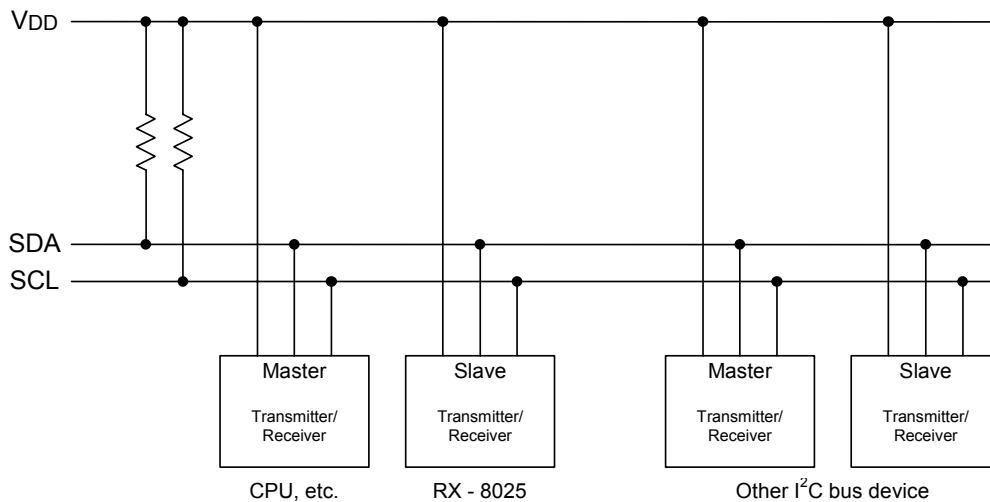 VDD
SDA
SCL
Master
Transmitter/
Receiver
CPU, etc.
Slave
Transmitter/
Receiver
RX - 8025
Master
Transmitter/
Receiver
Slave
Transmitter/
Receiver
Other I²C bus device